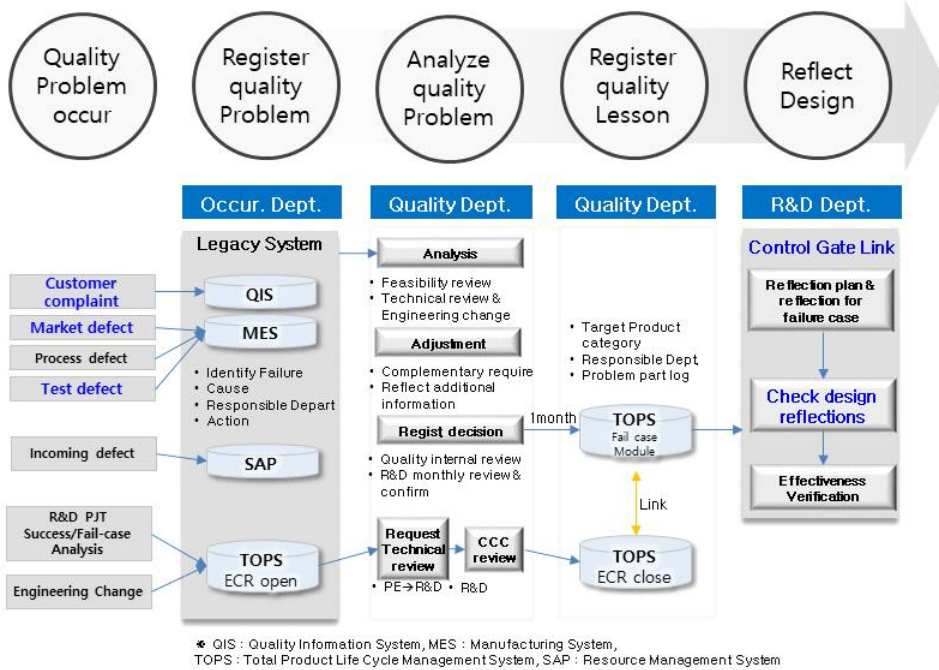 Quality
Problem
occur
Register
quality
Problem
Analyze
quality
Problem
Register
quality
Lesson
Reflect
Design
Occur. Dept.
Quality Dept.
Quality Dept.
R&D Dept.
Customer
complaint
Market defect
Process defect
Test defect
Incoming defect
R&D PJT
Success/Fail-case
Analysis
Engineering Change
Legacy System
QIS
MES
• Identify Failure
• Cause
• Responsible Depart
• Action
SAP
TOPS
ECR open
Analysis
• Feasibility review
• Technical review &
Engineering change
Adjustment
• Complementary require
• Reflect additional
information
Regist, decision
• Quality internal review
• R&D monthly review &
confirm
Request
Technical
review
• PE→R&D
CCC
review
• R&D
1month
• Target Product
category
• Responsible Dept,
• Problem part log
TOPS
Fail case
Module
Link
TOPS
ECR close
Control Gate Link
Reflection plan &
reflection for
failure case
Check design
reflections
Effectiveness
Verification
* QIS : Quality Information System, MES : Manufacturing System,
TOPS : Total Product Life Cycle Management System, SAP : Resource Management System